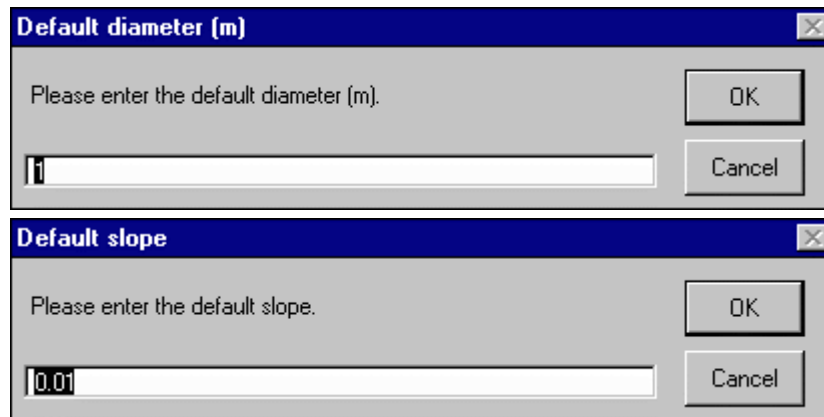 Default diameter (m)
Please enter the default diameter (m).
OK
1
Cancel
Default slope
Please enter the default slope.
OK
0.01
Cancel